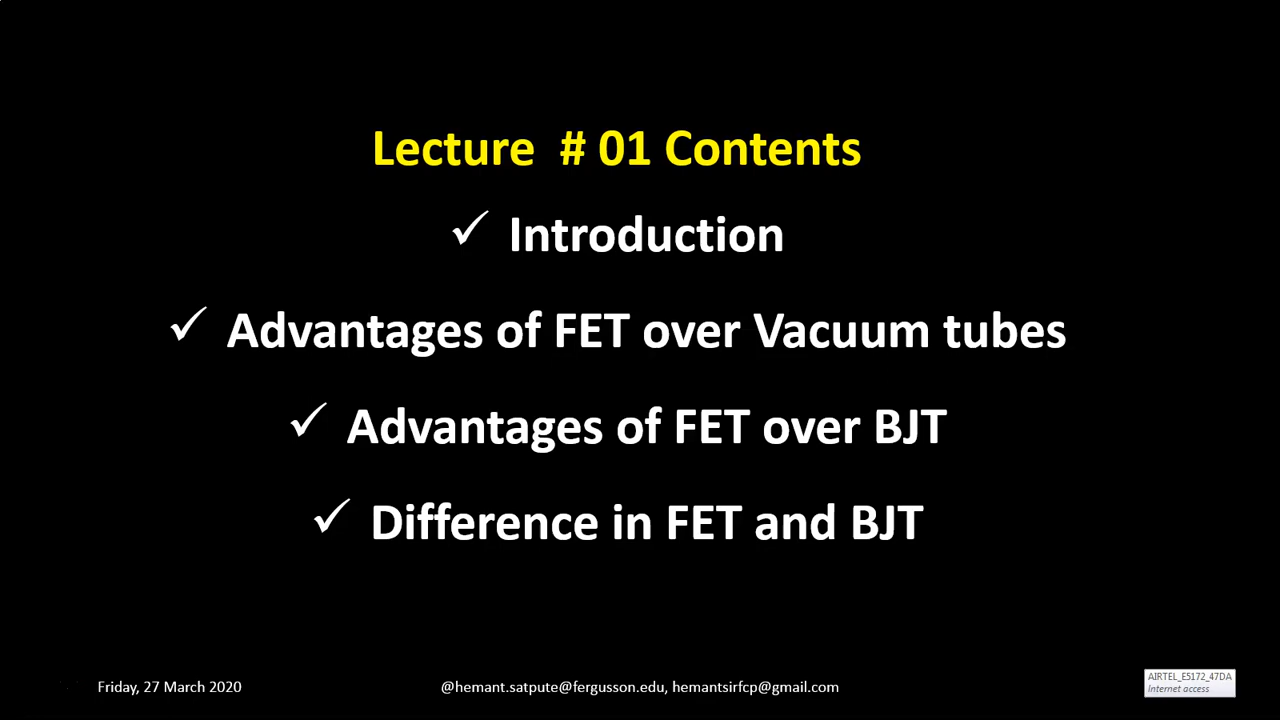 Lecture # 01 Contents
✓ Introduction
✓ Advantages of FET over Vacuum tubes
✓ Advantages of FET over BJT
✓ Difference in FET and BJT
Friday, 27 March 2020
@hemant.satpute@fergusson.edu, hemantsirfcp@gmail.com
AIRTEL_E5172_47DA
Internet access